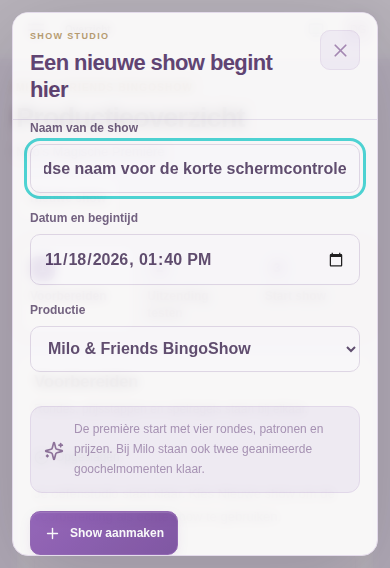 SHOW STUDIO
Een nieuwe show begint
hier
Naam van de show
dse naam voor de korte schermcontrole
Datum en begintijd
11/18/2026, 01:40 PM
Productie
Milo & Friends BingoShow
De première start met vier rondes, patronen en
prijzen. Bij Milo staan ook twee geanimeerde
goochelmomenten klaar.
Show aanmaken